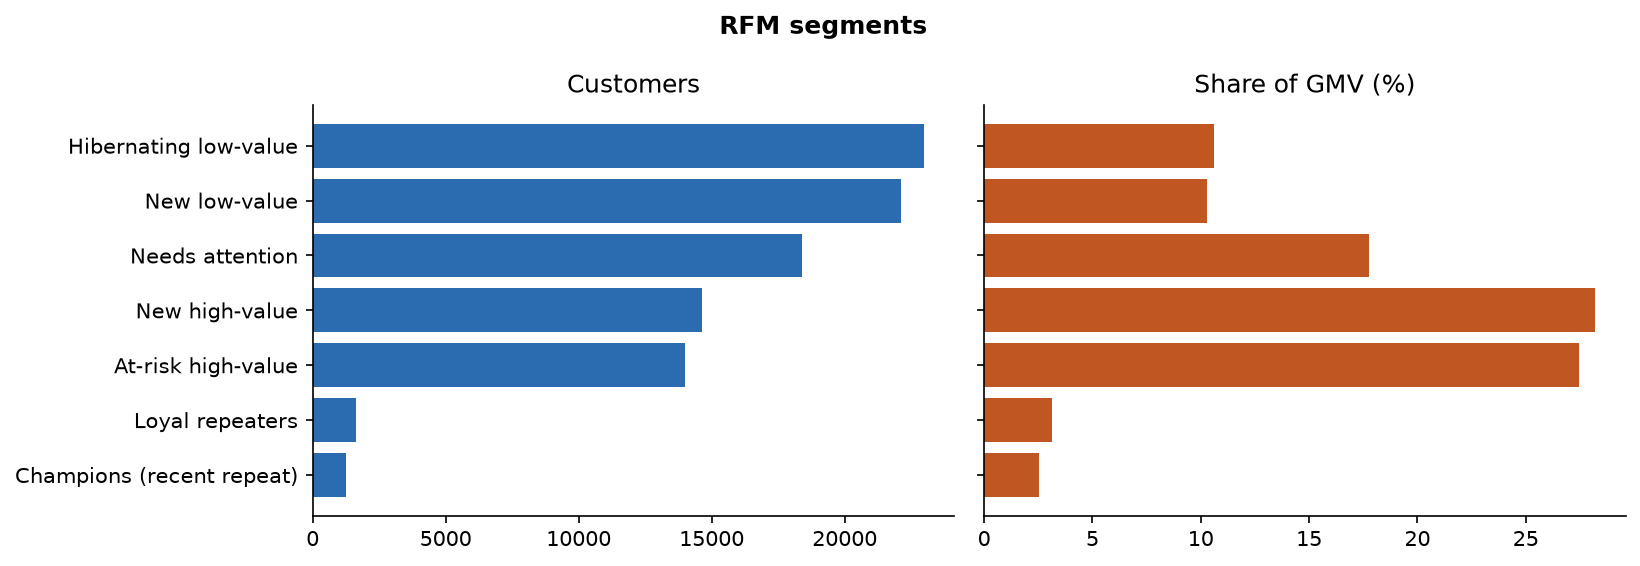 RFM segments
Customers
Share of GMV (%)
Hibernating low-value
New low-value
Needs attention
New high-value
At-risk high-value
Loyal repeaters
Champions (recent repeat)
0 5000 10000 15000 20000
0 5 10 15 20 25